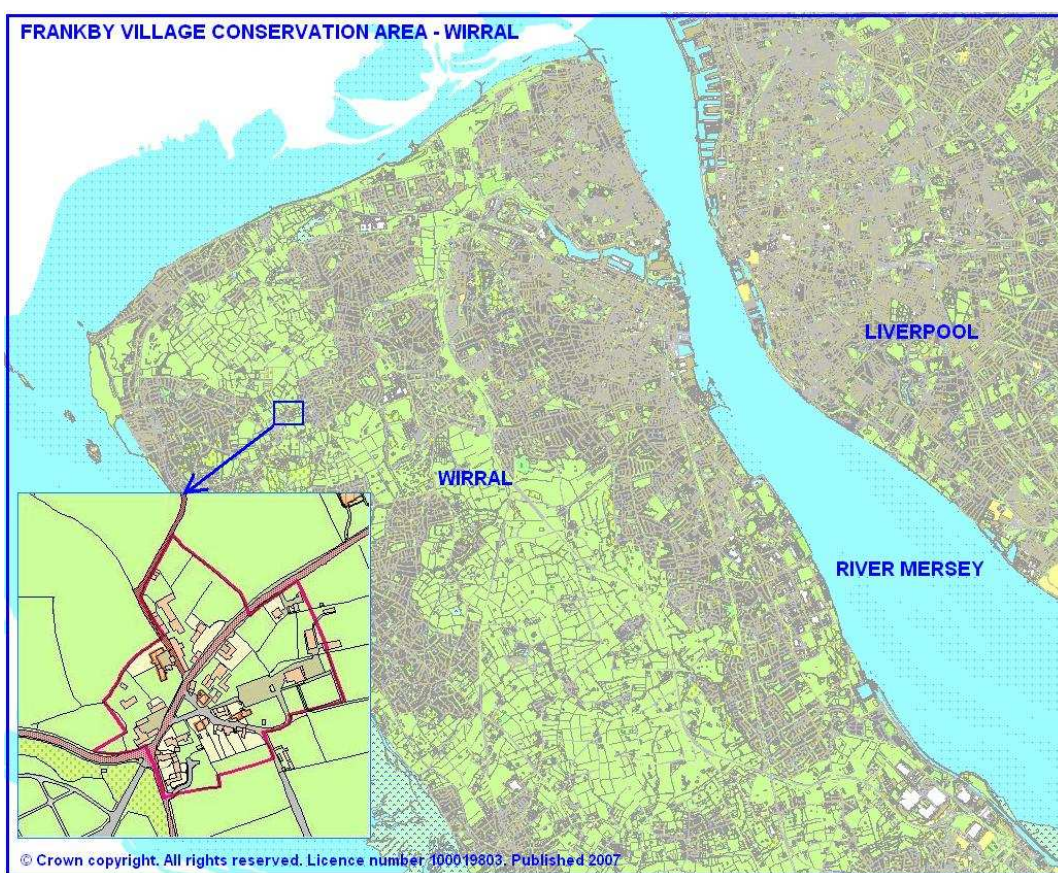 FRANKBY VILLAGE CONSERVATION AREA - WIRRAL
LIVERPOOL
WIRRAL
RIVER MERSEY
© Crown copyright. All rights reserved. Licence number 100019803. Published 2007